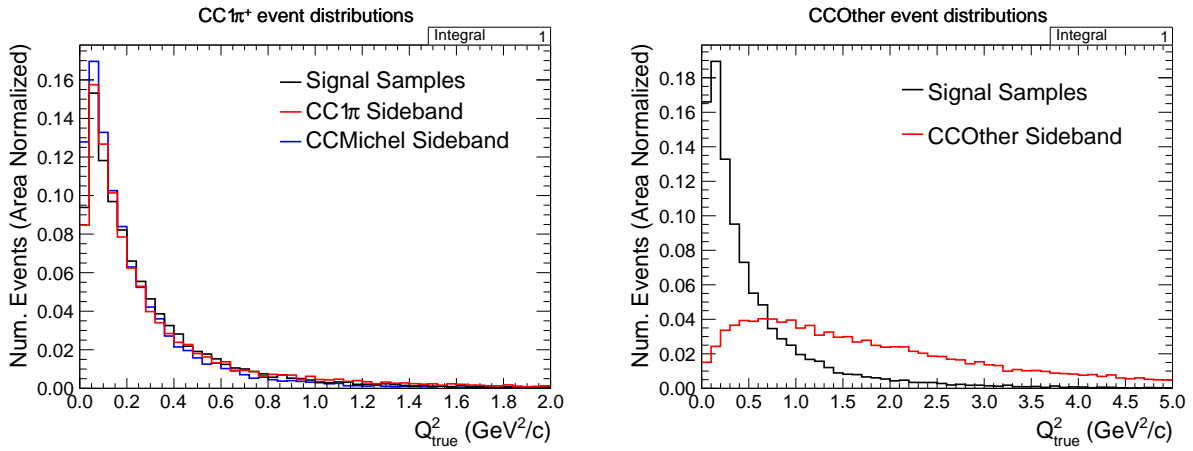 CC1π⁺ event distributions
Integral 1
Num. Events (Area Normalized)
0.16
0.14
0.12
0.10
0.08
0.06
0.04
0.02
0.00
Signal Samples
CC1π Sideband
CCMichel Sideband
0.0 0.2 0.4 0.6 0.8 1.0 1.2 1.4 1.6 1.8 2.0
Q²true (GeV²/c)
CCOther event distributions
Integral 1
Num. Events (Area Normalized)
0.18
0.16
0.14
0.12
0.10
0.08
0.06
0.04
0.02
0.00
Signal Samples
CCOther Sideband
0.0 0.5 1.0 1.5 2.0 2.5 3.0 3.5 4.0 4.5 5.0
Q²true (GeV²/c)